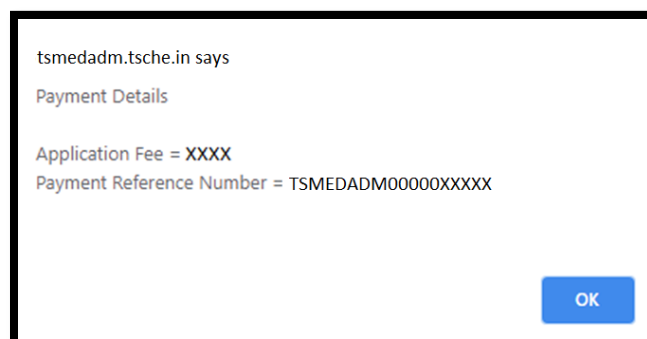 tsmedadm.tsche.in says
Payment Details
Application Fee = XXXX
Payment Reference Number = TSMEDADM00000XXXXX
OK